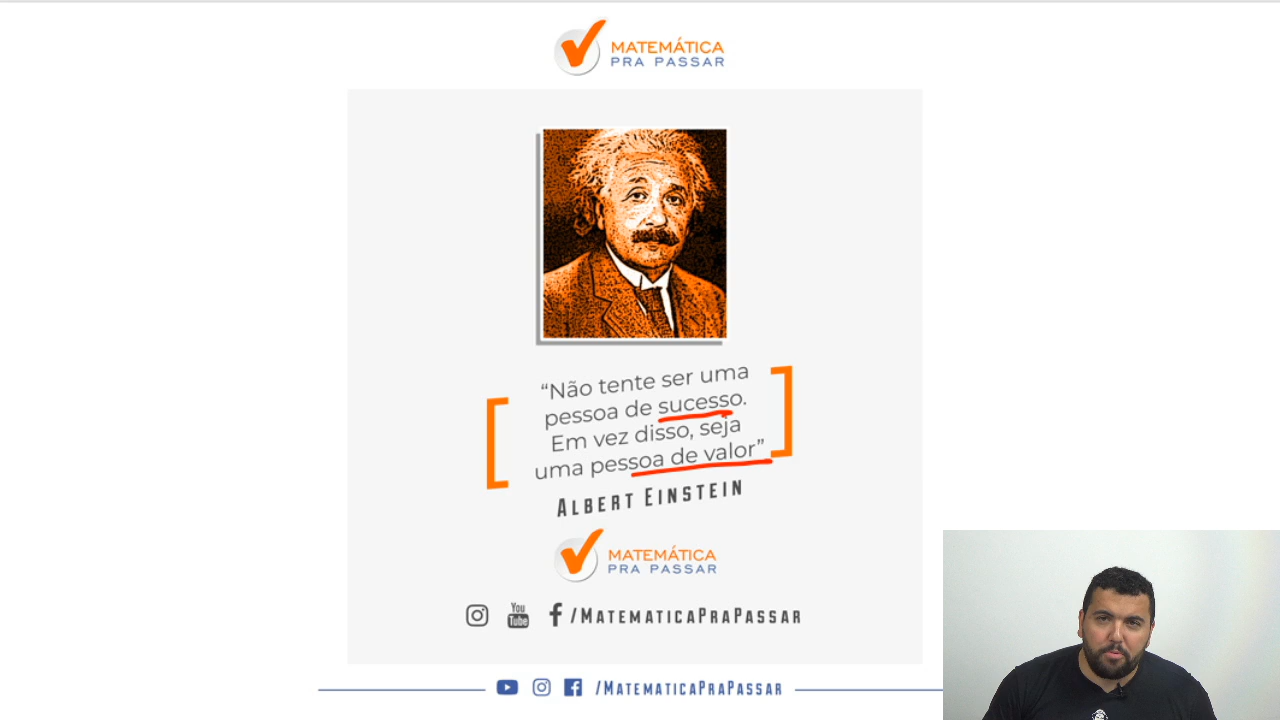 MATEMÁTICA
PRA PASSAR
“Não tente ser uma
pessoa de sucesso.
Em vez disso, seja
uma pessoa de valor”
ALBERT EINSTEIN
MATEMÁTICA
PRA PASSAR
You
Tube
/MATEMATICAPRAPASSAR
/MATEMATICAPRAPASSAR